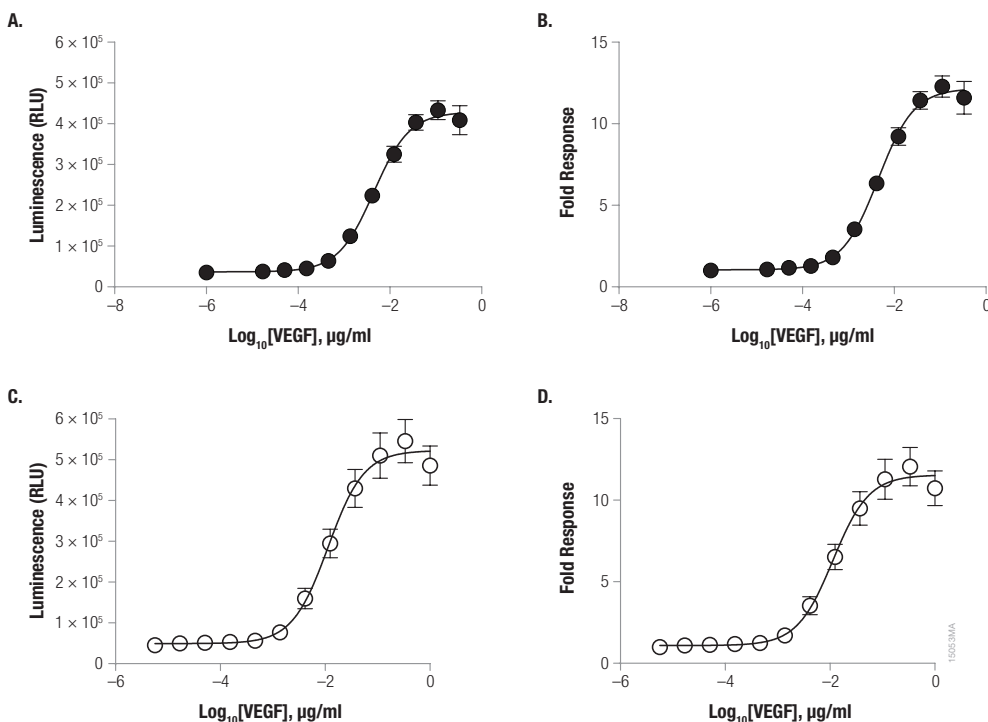 A.
6 × 10⁵
5 × 10⁵
4 × 10⁵
3 × 10⁵
2 × 10⁵
1 × 10⁵
0
Luminescence (RLU)
–8 –6 –4 –2 0
Log₁₀[VEGF], µg/ml
B.
15
10
5
0
Fold Response
–8 –6 –4 –2 0
Log₁₀[VEGF], µg/ml
C.
6 × 10⁵
5 × 10⁵
4 × 10⁵
3 × 10⁵
2 × 10⁵
1 × 10⁵
0
Luminescence (RLU)
–6 –4 –2 0
Log₁₀[VEGF], µg/ml
D.
15
10
5
0
Fold Response
–6 –4 –2 0
Log₁₀[VEGF], µg/ml
15053MA